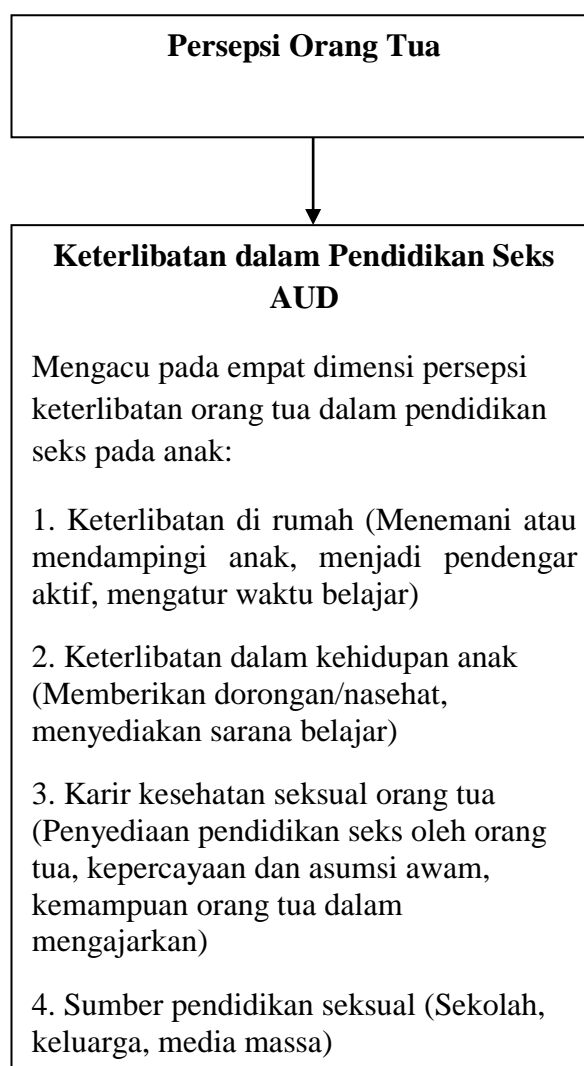 Persepsi Orang Tua
Keterlibatan dalam Pendidikan Seks
AUD
Mengacu pada empat dimensi persepsi
keterlibatan orang tua dalam pendidikan
seks pada anak:
1. Keterlibatan di rumah (Menemani atau
mendampingi anak, menjadi pendengar
aktif, mengatur waktu belajar)
2. Keterlibatan dalam kehidupan anak
(Memberikan dorongan/nasehat,
menyediakan sarana belajar)
3. Karir kesehatan seksual orang tua
(Penyediaan pendidikan seks oleh orang
tua, kepercayaan dan asumsi awam,
kemampuan orang tua dalam
mengajarkan)
4. Sumber pendidikan seksual (Sekolah,
keluarga, media massa)